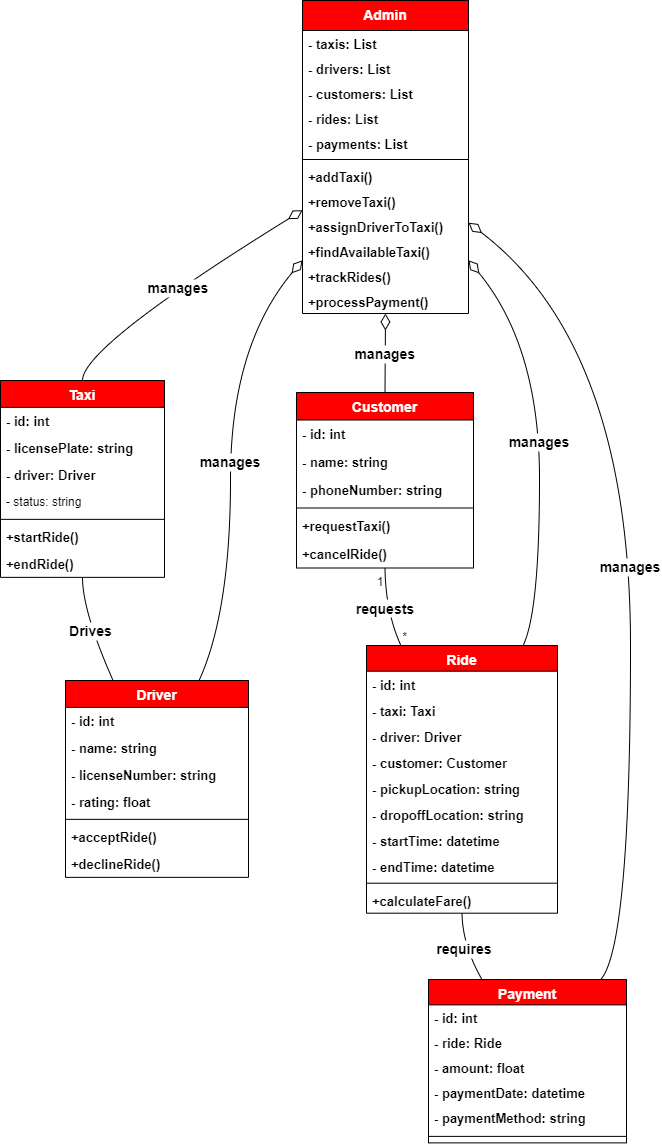 Admin
- taxis: List
- drivers: List
- customers: List
- rides: List
- payments: List
+addTaxi()
+removeTaxi()
+assignDriverToTaxi()
+findAvailableTaxi()
+trackRides()
+processPayment()
manages
manages
manages
manages
manages
Taxi
- id: int
- licensePlate: string
- driver: Driver
- status: string
+startRide()
+endRide()
Customer
- id: int
- name: string
- phoneNumber: string
+requestTaxi()
+cancelRide()
1
requests
*
Drives
Driver
- id: int
- name: string
- licenseNumber: string
- rating: float
+acceptRide()
+declineRide()
Ride
- id: int
- taxi: Taxi
- driver: Driver
- customer: Customer
- pickupLocation: string
- dropoffLocation: string
- startTime: datetime
- endTime: datetime
+calculateFare()
requires
Payment
- id: int
- ride: Ride
- amount: float
- paymentDate: datetime
- paymentMethod: string